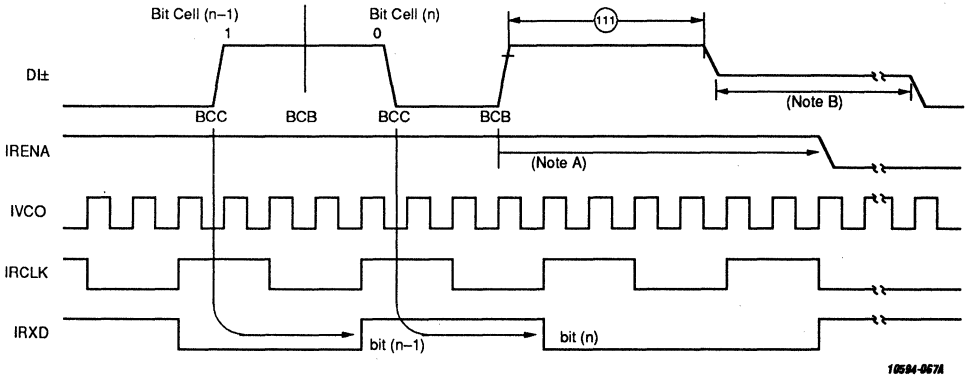 Bit Cell (n–1)
Bit Cell (n)
1
0
111
DI±
(Note B)
BCC
BCB
BCC
BCB
IRENA
(Note A)
IVCO
IRCLK
IRXD
bit (n–1)
bit (n)
10594-067A